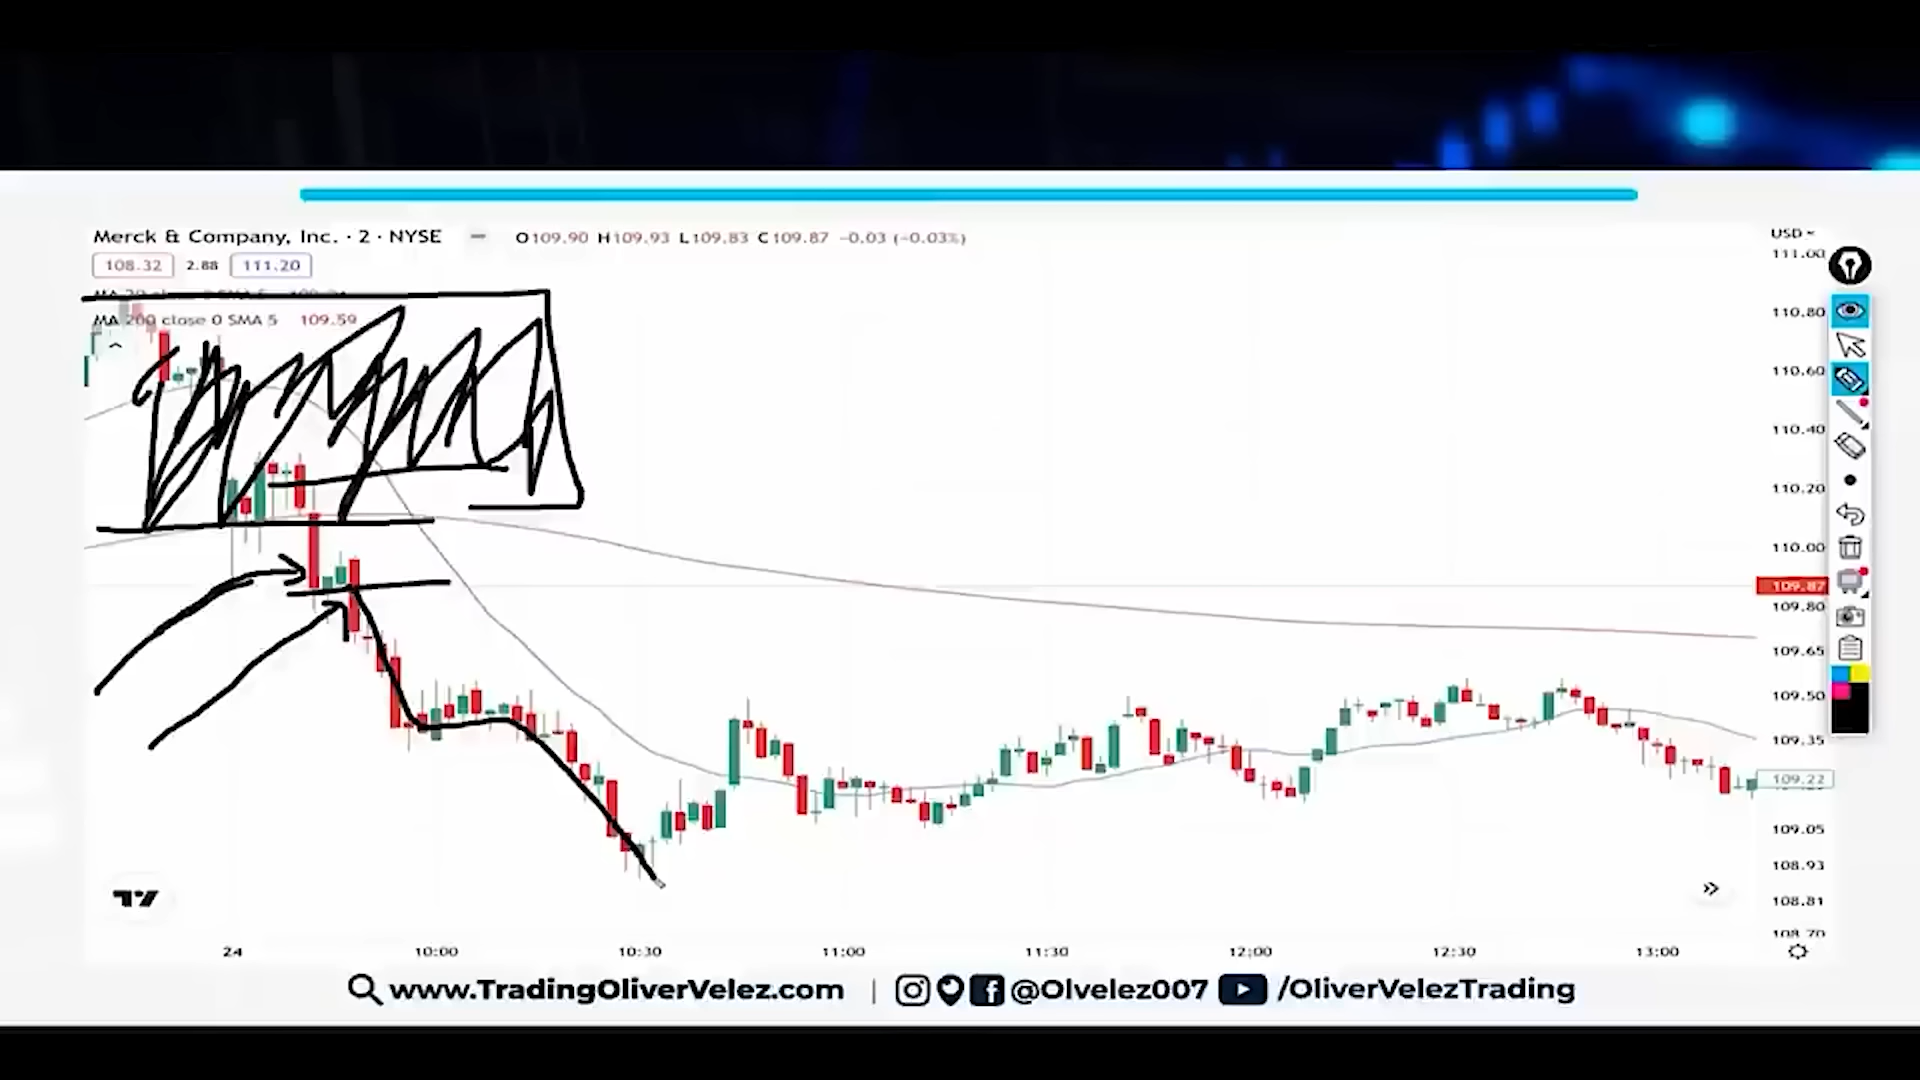 Merck & Company, Inc. · 2 · NYSE O109.90 H109.93 L109.83 C109.87 −0.03 (−0.03%)
108.32 2.88 111.20
MA 200 close 0 SMA 5 109.59
USD
111.00
110.80
110.60
110.40
110.20
110.00
109.87
109.80
109.65
109.50
109.35
109.22
109.05
108.93
108.81
108.70
24 10:00 10:30 11:00 11:30 12:00 12:30 13:00
www.TradingOliverVelez.com | @Olvelez007 /OliverVelezTrading